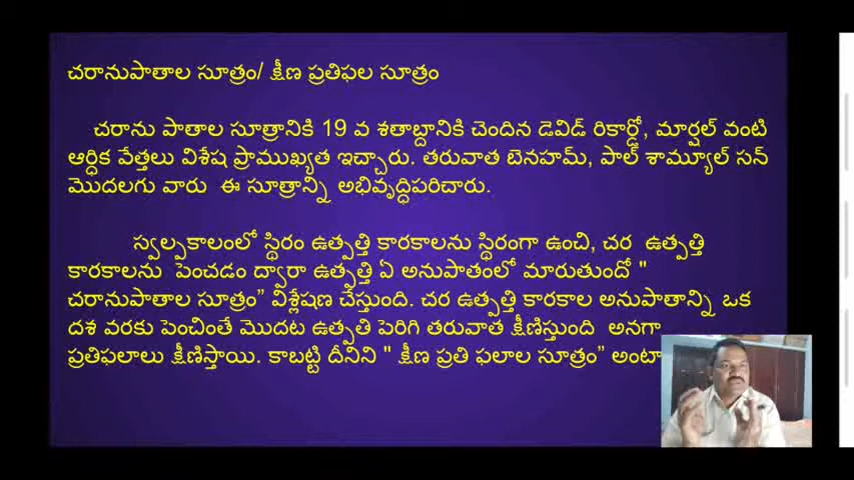 చరానుపాతాల సూత్రం/ క్షీణ ప్రతిఫల సూత్రం
చరాను పాతాల సూత్రానికి 19 వ శతాబ్దానికి చెందిన డెవిడ్ రికార్డో, మార్షల్ వంటి
ఆర్ధిక వేత్తలు విశేష ప్రాముఖ్యత ఇచ్చారు. తరువాత బెనహమ్, పాల్ శామ్యూల్ సన్
మొదలగు వారు ఈ సూత్రాన్ని అభివృద్ధిపరిచారు.
స్వల్పకాలంలో స్థిరం ఉత్పత్తి కారకాలను స్థిరంగా ఉంచి, చర ఉత్పత్తి
కారకాలను పెంచడం ద్వారా ఉత్పత్తి ఏ అనుపాతంలో మారుతుందో "
చరానుపాతాల సూత్రం” విశ్లేషణ చేస్తుంది. చర ఉత్పత్తి కారకాల అనుపాతాన్ని ఒక
దశ వరకు పెంచింతే మొదట ఉత్పతి పెరిగి తరువాత క్షీణిస్తుంది అనగా
ప్రతిఫలాలు క్షీణిస్తాయి. కాబట్టి దీనిని " క్షీణ ప్రతి ఫలాల సూత్రం”